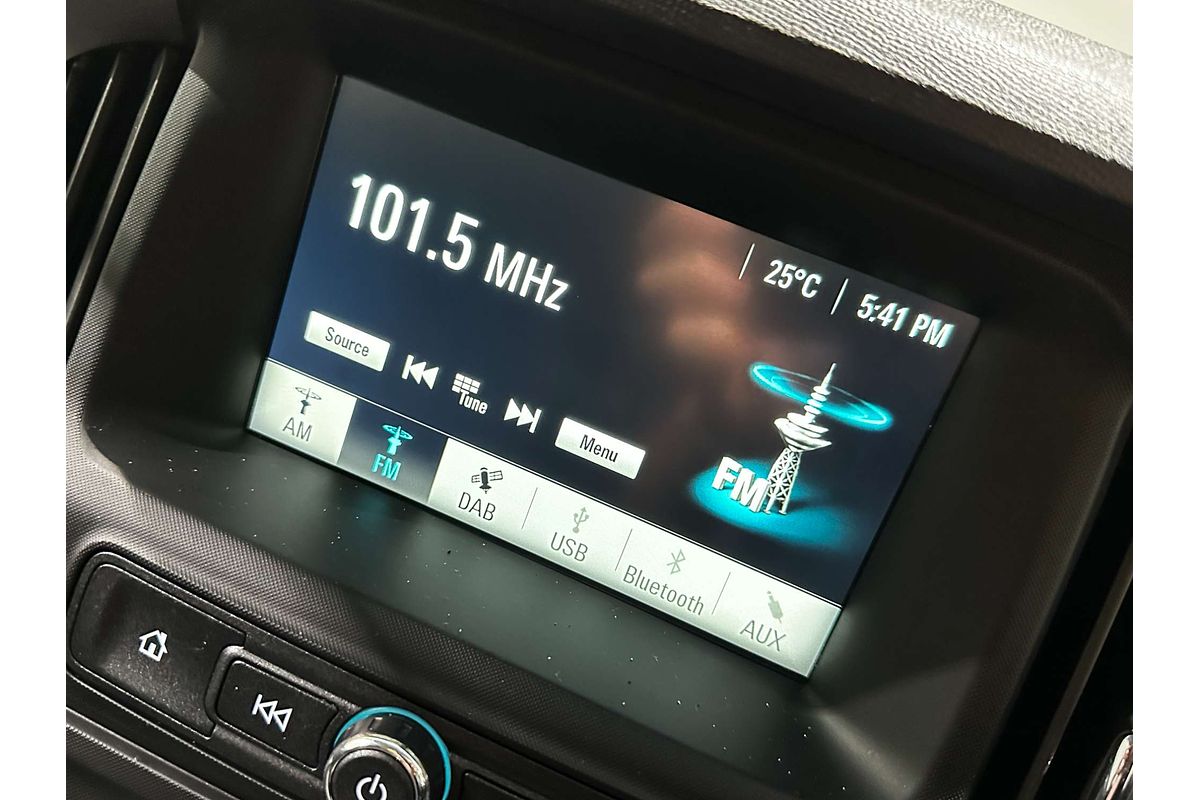 101.5 MHz
25°C
5:41 PM
Source
Tune
Menu
FM
AM
FM
DAB
USB
Bluetooth
AUX